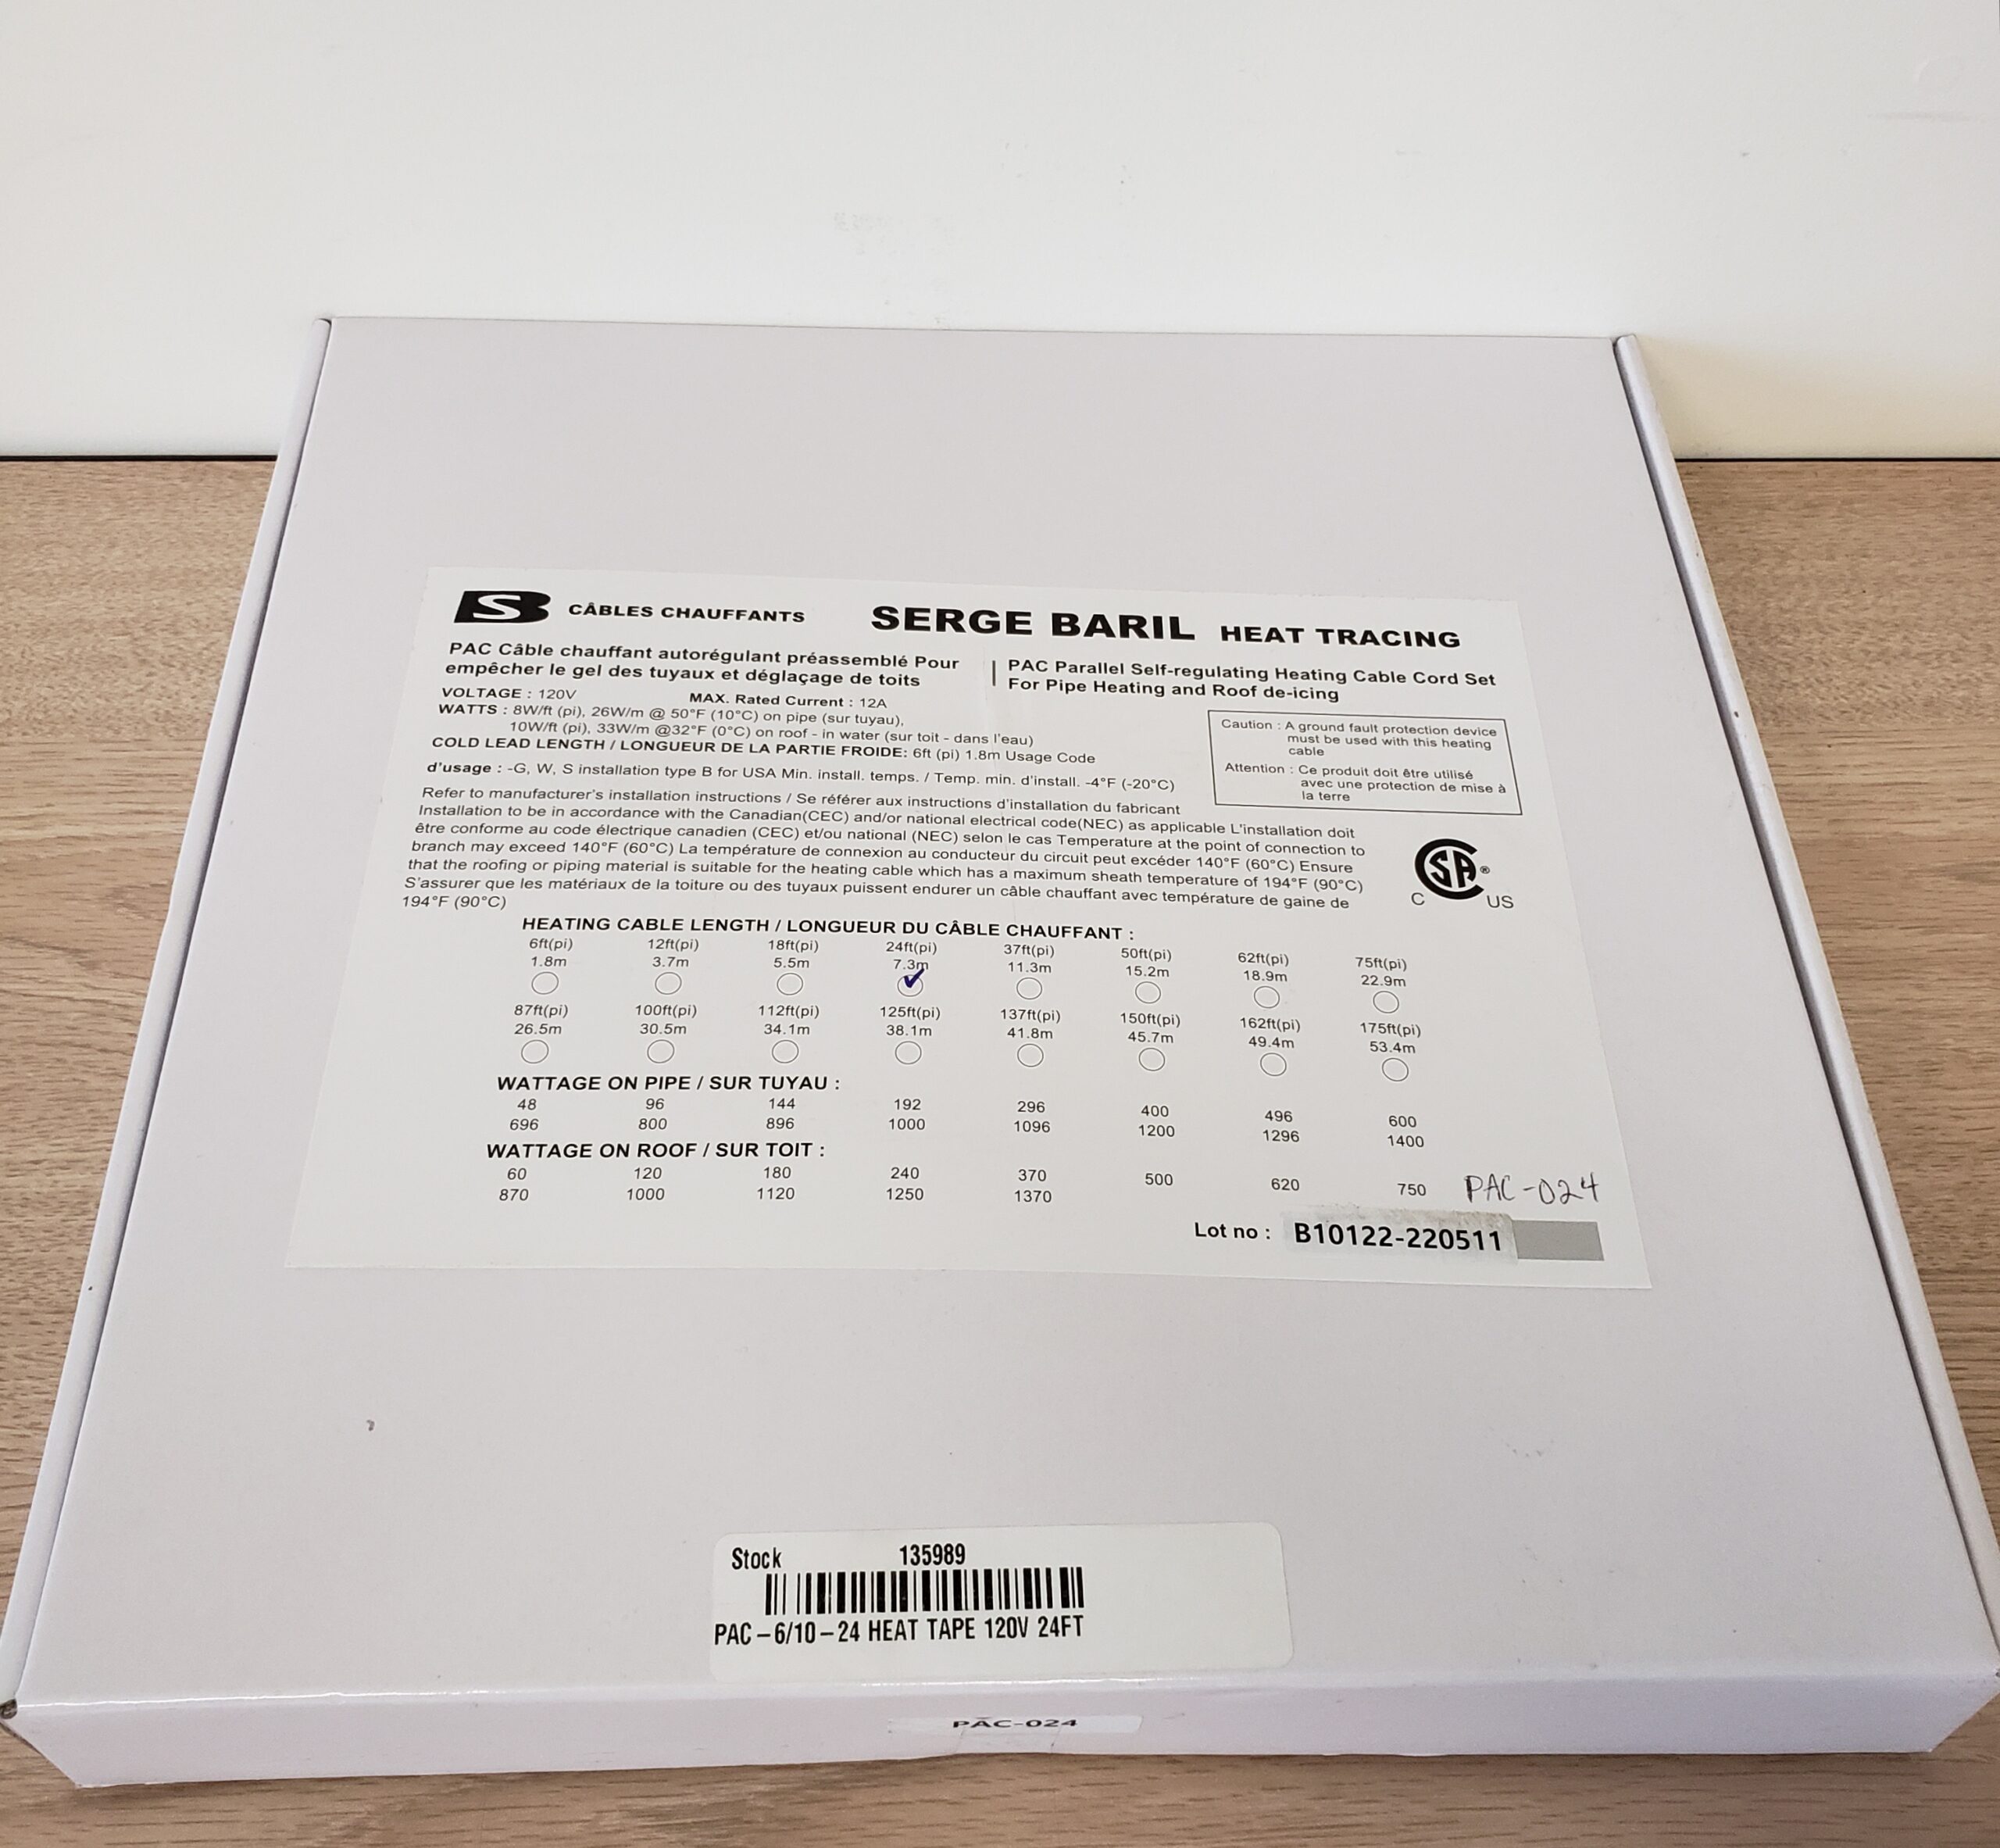 SB CÂBLES CHAUFFANTS SERGE BARIL HEAT TRACING
PAC Câble chauffant autorégulant préassemblé Pour
empêcher le gel des tuyaux et déglaçage de toits
PAC Parallel Self-regulating Heating Cable Cord Set
For Pipe Heating and Roof de-icing
VOLTAGE : 120V MAX. Rated Current : 12A
WATTS : 8W/ft (pi), 26W/m @ 50°F (10°C) on pipe (sur tuyau),
10W/ft (pi), 33W/m @32°F (0°C) on roof - in water (sur toit - dans l'eau)
COLD LEAD LENGTH / LONGUEUR DE LA PARTIE FROIDE: 6ft (pi) 1.8m Usage Code
d'usage : -G, W, S installation type B for USA Min. install. temps. / Temp. min. d'install. -4°F (-20°C)
Caution : A ground fault protection device
must be used with this heating
cable
Attention : Ce produit doit être utilisé
avec une protection de mise à
la terre
Refer to manufacturer's installation instructions / Se référer aux instructions d'installation du fabricant
Installation to be in accordance with the Canadian(CEC) and/or national electrical code(NEC) as applicable L'installation doit
être conforme au code électrique canadien (CEC) et/ou national (NEC) selon le cas Temperature at the point of connection to
branch may exceed 140°F (60°C) La température de connexion au conducteur du circuit peut excéder 140°F (60°C) Ensure
that the roofing or piping material is suitable for the heating cable which has a maximum sheath temperature of 194°F (90°C)
S'assurer que les matériaux de la toiture ou des tuyaux puissent endurer un câble chauffant avec température de gaine de
194°F (90°C)
C SA ® US
HEATING CABLE LENGTH / LONGUEUR DU CÂBLE CHAUFFANT :
6ft(pi) 12ft(pi) 18ft(pi) 24ft(pi) 37ft(pi) 50ft(pi) 62ft(pi) 75ft(pi)
1.8m 3.7m 5.5m 7.3m 11.3m 15.2m 18.9m 22.9m
87ft(pi) 100ft(pi) 112ft(pi) 125ft(pi) 137ft(pi) 150ft(pi) 162ft(pi) 175ft(pi)
26.5m 30.5m 34.1m 38.1m 41.8m 45.7m 49.4m 53.4m
WATTAGE ON PIPE / SUR TUYAU :
48 96 144 192 296 400 496 600
696 800 896 1000 1096 1200 1296 1400
WATTAGE ON ROOF / SUR TOIT :
60 120 180 240 370 500 620 750
870 1000 1120 1250 1370
PAC-024
Lot no : B10122-220511
Stock 135989
PAC-6/10-24 HEAT TAPE 120V 24FT
PAC-024